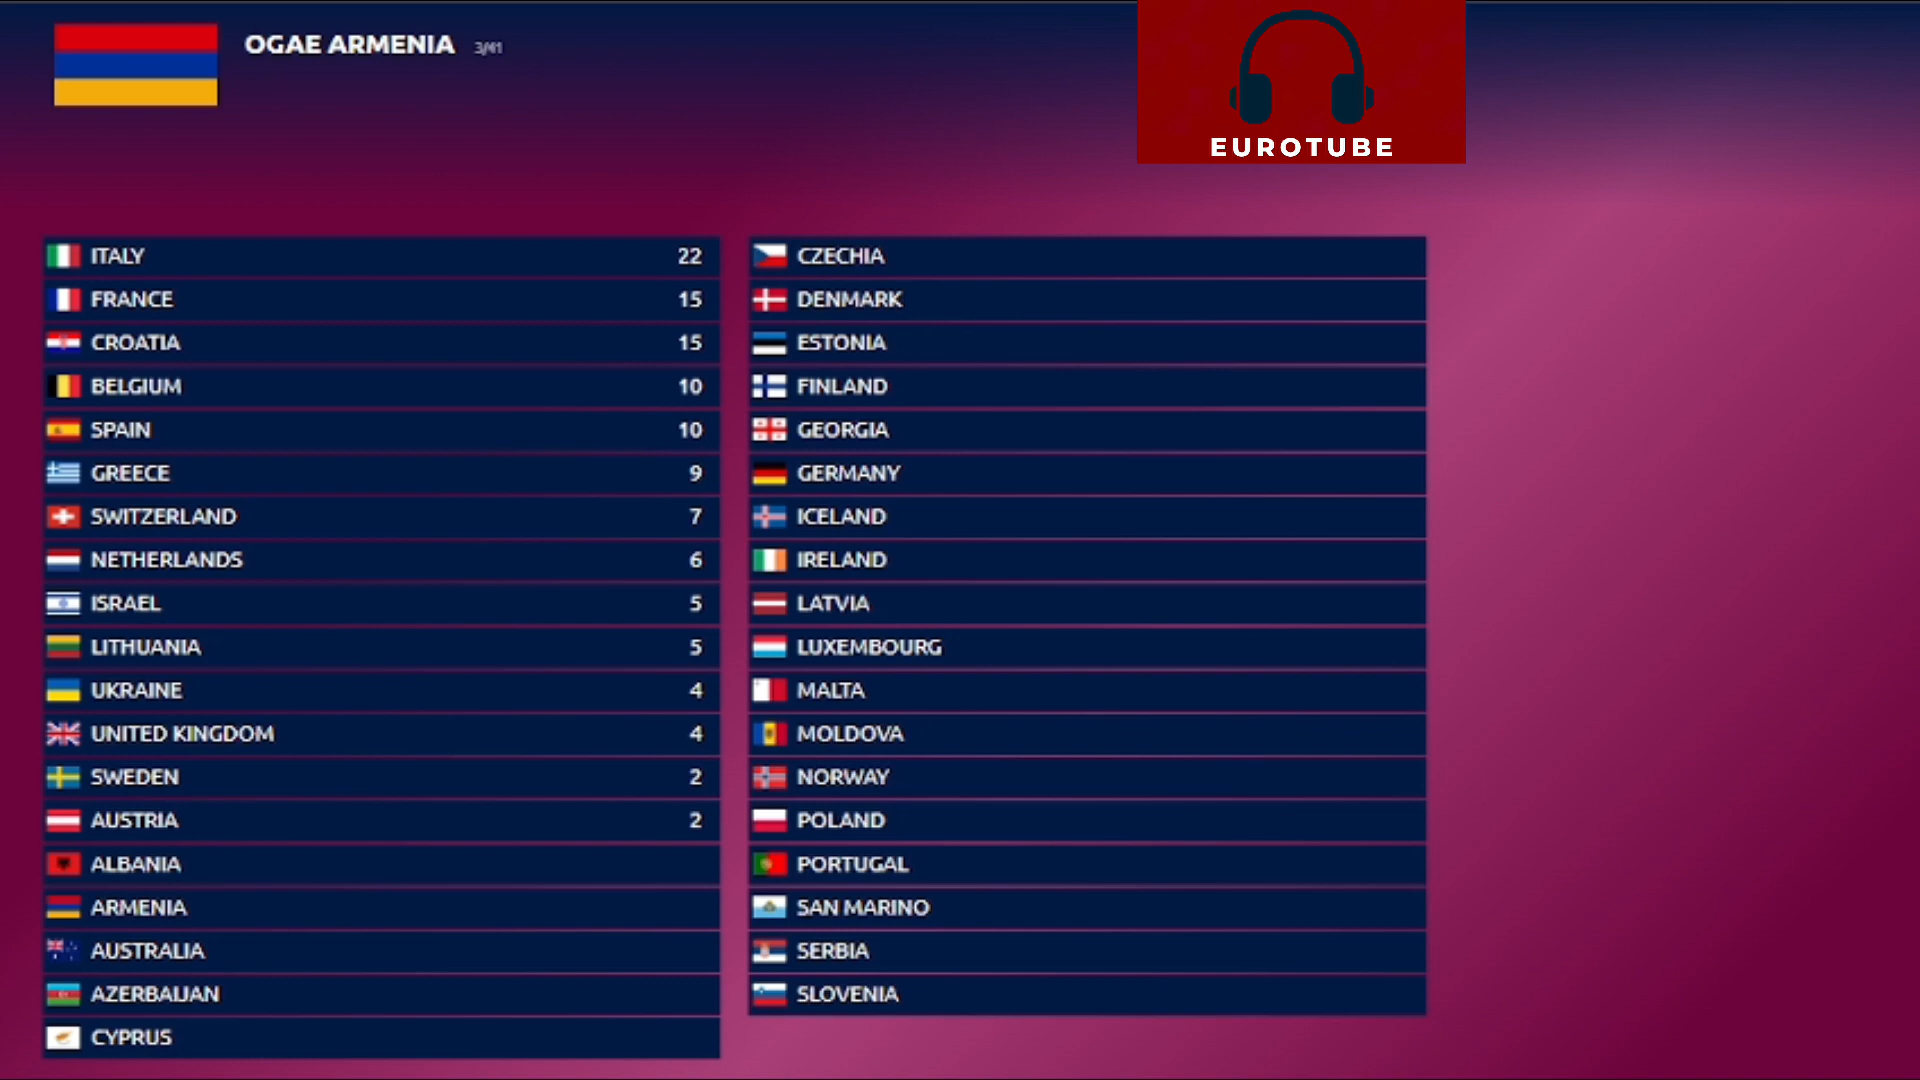 OGAE ARMENIA 3/41
EUROTUBE
ITALY 22
FRANCE 15
CROATIA 15
BELGIUM 10
SPAIN 10
GREECE 9
SWITZERLAND 7
NETHERLANDS 6
ISRAEL 5
LITHUANIA 5
UKRAINE 4
UNITED KINGDOM 4
SWEDEN 2
AUSTRIA 2
ALBANIA
ARMENIA
AUSTRALIA
AZERBAIJAN
CYPRUS
CZECHIA
DENMARK
ESTONIA
FINLAND
GEORGIA
GERMANY
ICELAND
IRELAND
LATVIA
LUXEMBOURG
MALTA
MOLDOVA
NORWAY
POLAND
PORTUGAL
SAN MARINO
SERBIA
SLOVENIA